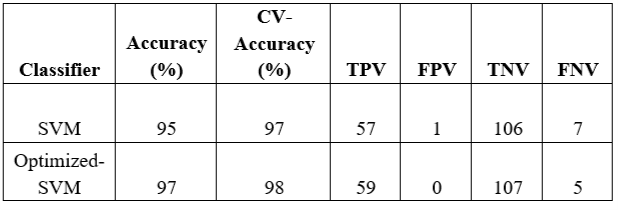 Classifier Accuracy (%) CV-Accuracy (%) TPV FPV TNV FNV
SVM 95 97 57 1 106 7
Optimized-SVM 97 98 59 0 107 5